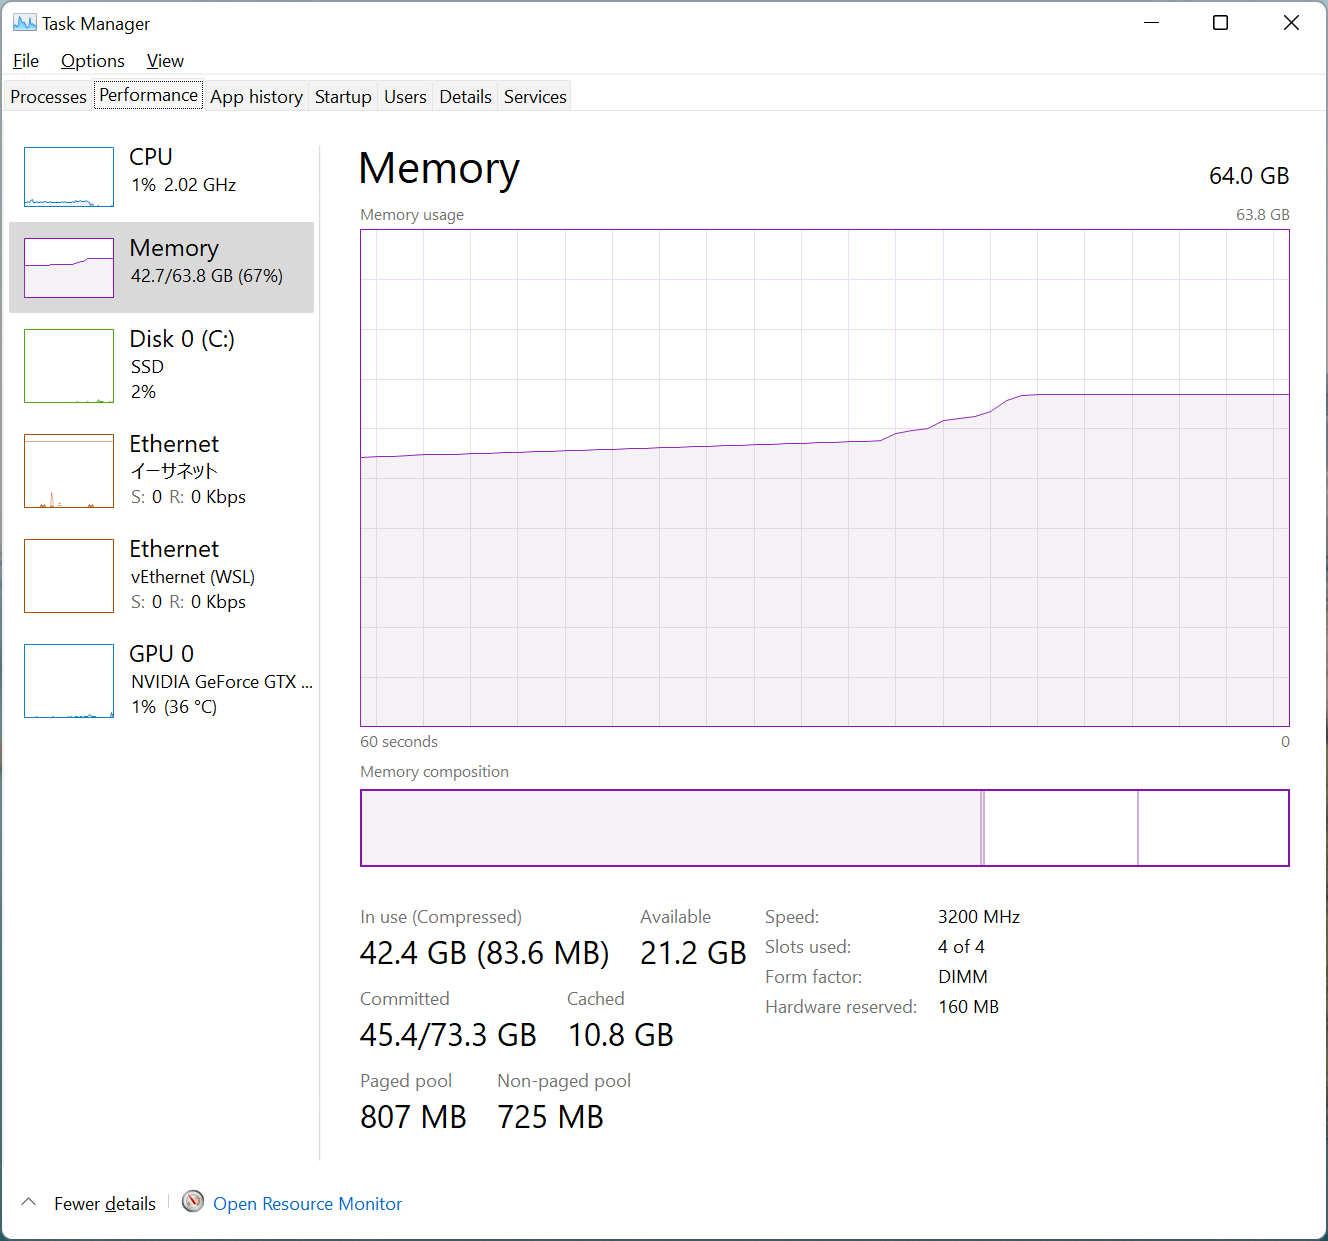 Task Manager
File Options View
Processes Performance App history Startup Users Details Services
CPU
1% 2.02 GHz
Memory
42.7/63.8 GB (67%)
Disk 0 (C:)
SSD
2%
Ethernet
イーサネット
S: 0 R: 0 Kbps
Ethernet
vEthernet (WSL)
S: 0 R: 0 Kbps
GPU 0
NVIDIA GeForce GTX ...
1% (36 °C)
Memory
64.0 GB
Memory usage
63.8 GB
60 seconds
0
Memory composition
In use (Compressed)
42.4 GB (83.6 MB)
Available
21.2 GB
Committed
45.4/73.3 GB
Cached
10.8 GB
Paged pool
807 MB
Non-paged pool
725 MB
Speed: 3200 MHz
Slots used: 4 of 4
Form factor: DIMM
Hardware reserved: 160 MB
Fewer details
Open Resource Monitor